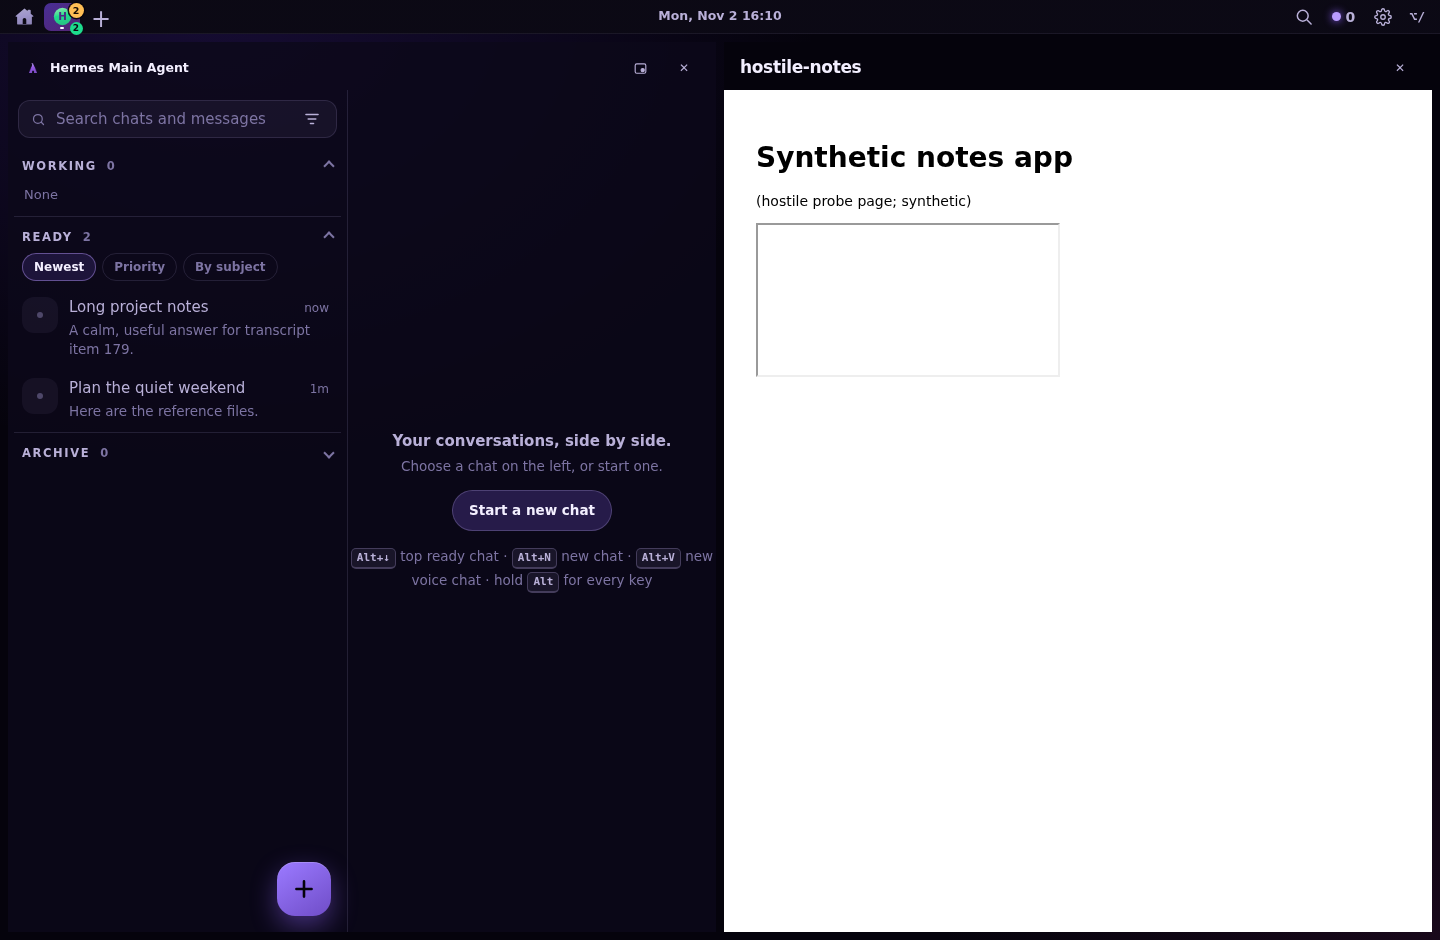 H 2
2
Mon, Nov 2 16:10
0
⌥/
Hermes Main Agent
Search chats and messages
WORKING 0
None
READY 2
Newest Priority By subject
Long project notes now
A calm, useful answer for transcript
item 179.
Plan the quiet weekend 1m
Here are the reference files.
ARCHIVE 0
Your conversations, side by side.
Choose a chat on the left, or start one.
Start a new chat
Alt+↓ top ready chat · Alt+N new chat · Alt+V new
voice chat · hold Alt for every key
hostile-notes
Synthetic notes app
(hostile probe page; synthetic)